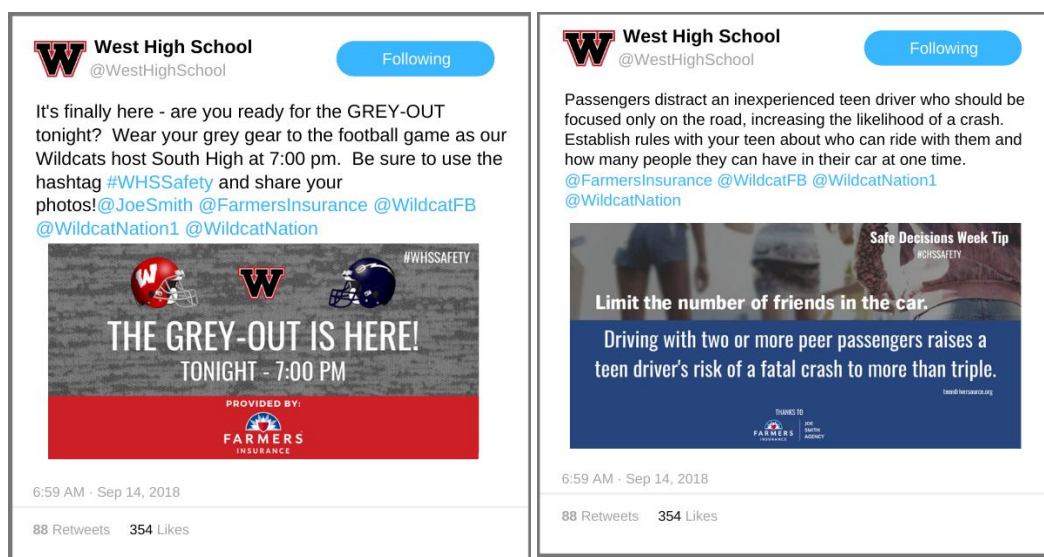 West High School
@WestHighSchool
Following
It's finally here - are you ready for the GREY-OUT
tonight?  Wear your grey gear to the football game as our
Wildcats host South High at 7:00 pm.  Be sure to use the
hashtag #WHSSafety and share your
photos!@JoeSmith @FarmersInsurance @WildcatFB
@WildcatNation1 @WildcatNation
#WHSSAFETY
W
W
THE GREY-OUT IS HERE!
TONIGHT - 7:00 PM
PROVIDED BY:
FARMERS
INSURANCE
6:59 AM · Sep 14, 2018
88 Retweets 354 Likes
West High School
@WestHighSchool
Following
Passengers distract an inexperienced teen driver who should be
focused only on the road, increasing the likelihood of a crash.
Establish rules with your teen about who can ride with them and
how many people they can have in their car at one time.
@FarmersInsurance @WildcatFB @WildcatNation1
@WildcatNation
Safe Decisions Week Tip
#CHSSAFETY
Limit the number of friends in the car.
Driving with two or more peer passengers raises a
teen driver's risk of a fatal crash to more than triple.
teendriversource.org
THANKS TO
FARMERS
INSURANCE
JOE
SMITH
AGENCY
6:59 AM · Sep 14, 2018
88 Retweets 354 Likes